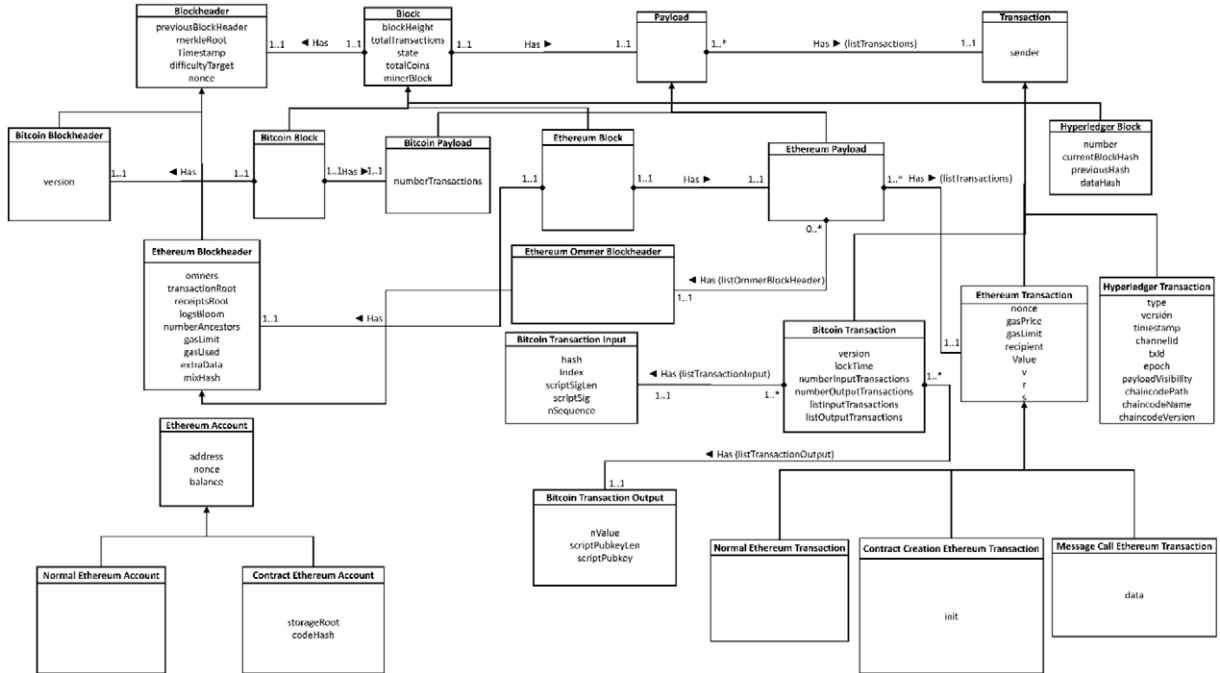 Blockheader
previousBlockHeader
merkleRoot
Timestamp
difficultyTarget
nonce
1..1
◄ Has
1..1
Block
blockHeight
totalTransactions
state
totalCoins
minerBlock
1..1
Has ►
1..1
Payload
1..*
Has ► (listTransactions)
1..1
Transaction
sender
Bitcoin Blockheader
version
1..1
◄ Has
1..1
Bitcoin Block
1..1
Has ►
1..1
Bitcoin Payload
numberTransactions
Ethereum Block
1..1
1..1
Has ►
1..1
Ethereum Payload
1..*
Has ► (listTransactions)
0..*
Hyperledger Block
number
currentBlockHash
previousHash
dataHash
Ethereum Blockheader
omners
transactionRoot
receiptsRoot
logsBloom
numberAncestors
gasLimit
gasUsed
extraData
mixHash
1..1
◄ Has
Ethereum Ommer Blockheader
◄ Has (listOmmerBlockHeader)
1..1
Bitcoin Transaction Input
hash
Index
scriptSigLen
scriptSig
nSequence
◄ Has (listTransactionInput)
1..1
1..*
Bitcoin Transaction
version
lockTime
numberInputTransactions
numberOutputTransactions
listInputTransactions
listOutputTransactions
1..*
1..1
Ethereum Transaction
nonce
gasPrice
gasLimit
recipient
Value
v
r
s
Hyperledger Transaction
type
versión
timestamp
channelId
txId
epoch
payloadVisibility
chaincodePath
chaincodeName
chaincodeVersion
Ethereum Account
address
nonce
balance
◄ Has (listTransactionOutput)
1..1
Bitcoin Transaction Output
nValue
scriptPubkeyLen
scriptPubkey
Normal Ethereum Account
Contract Ethereum Account
storageRoot
codeHash
Normal Ethereum Transaction
Contract Creation Ethereum Transaction
init
Message Call Ethereum Transaction
data